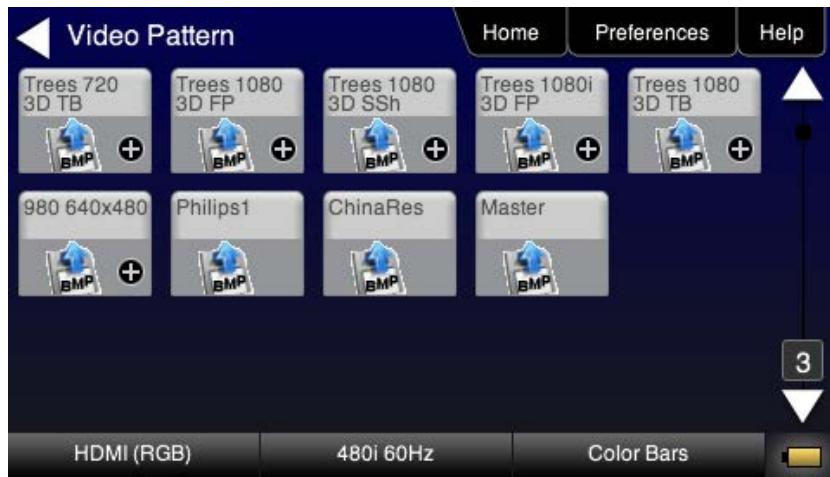 Video Pattern
Home
Preferences
Help
Trees 720
3D TB
BMP
Trees 1080
3D FP
BMP
Trees 1080
3D SSh
BMP
Trees 1080i
3D FP
BMP
Trees 1080
3D TB
BMP
980 640x480
BMP
Philips1
BMP
ChinaRes
BMP
Master
BMP
3
HDMI (RGB)
480i 60Hz
Color Bars